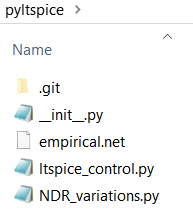 pyltspice
Name
.git
__init__.py
empirical.net
ltspice_control.py
NDR_variations.py